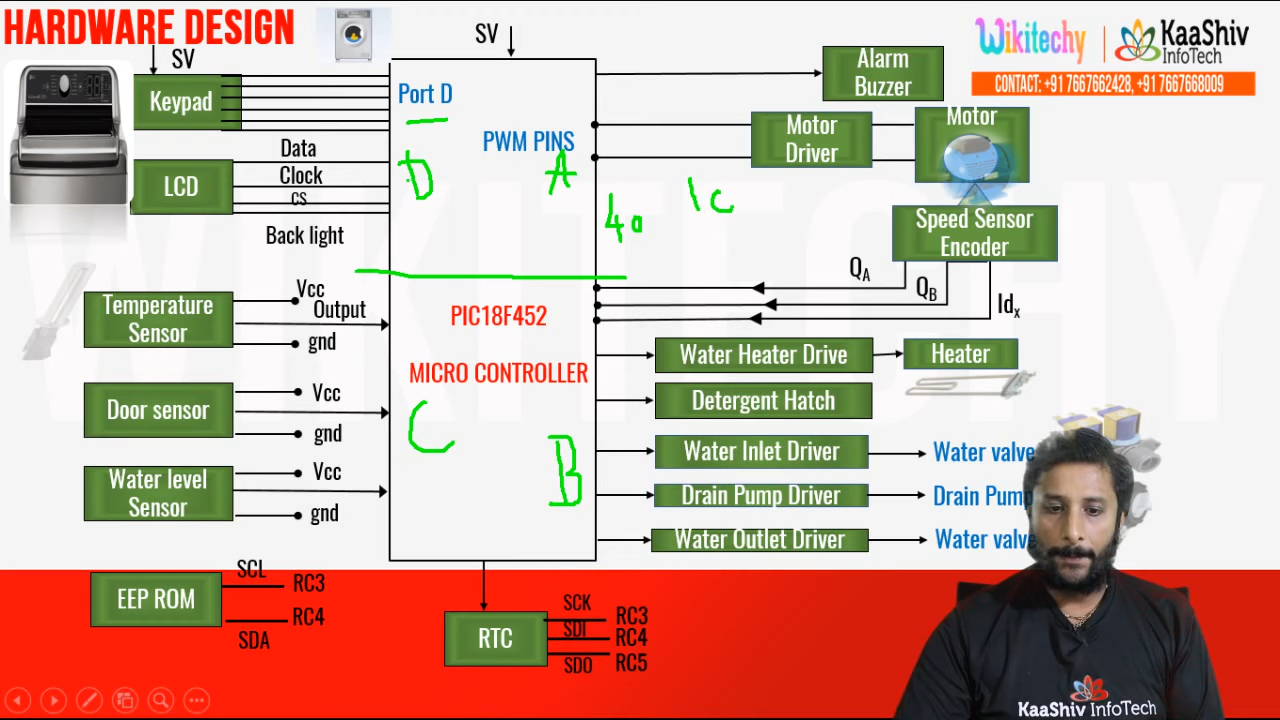 HARDWARE DESIGN
SV
SV
Wikitechy
KaaShiv
InfoTech
CONTACT: +91 7667662428, +91 7667668009
Keypad
Port D
Alarm
Buzzer
PWM PINS
Motor
Driver
Motor
LCD
Data
Clock
CS
Back light
D
A
40
1c
Speed Sensor
Encoder
QA
QB
Idx
Temperature
Sensor
Vcc
Output
gnd
PIC18F452
MICRO CONTROLLER
Water Heater Drive
Heater
Door sensor
Vcc
gnd
Detergent Hatch
C
B
Water level
Sensor
Vcc
gnd
Water Inlet Driver
Water valve
Drain Pump Driver
Drain Pump
Water Outlet Driver
Water valve
EEP ROM
SCL
RC3
RC4
SDA
RTC
SCK
RC3
SDI
RC4
SDO
RC5
KaaShiv InfoTech
WIKITECHY